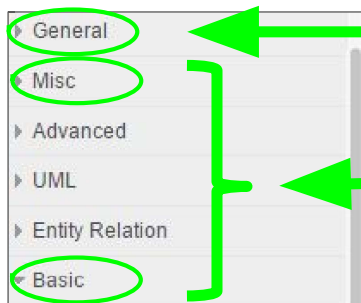 General
Misc
Advanced
UML
Entity Relation
Basic